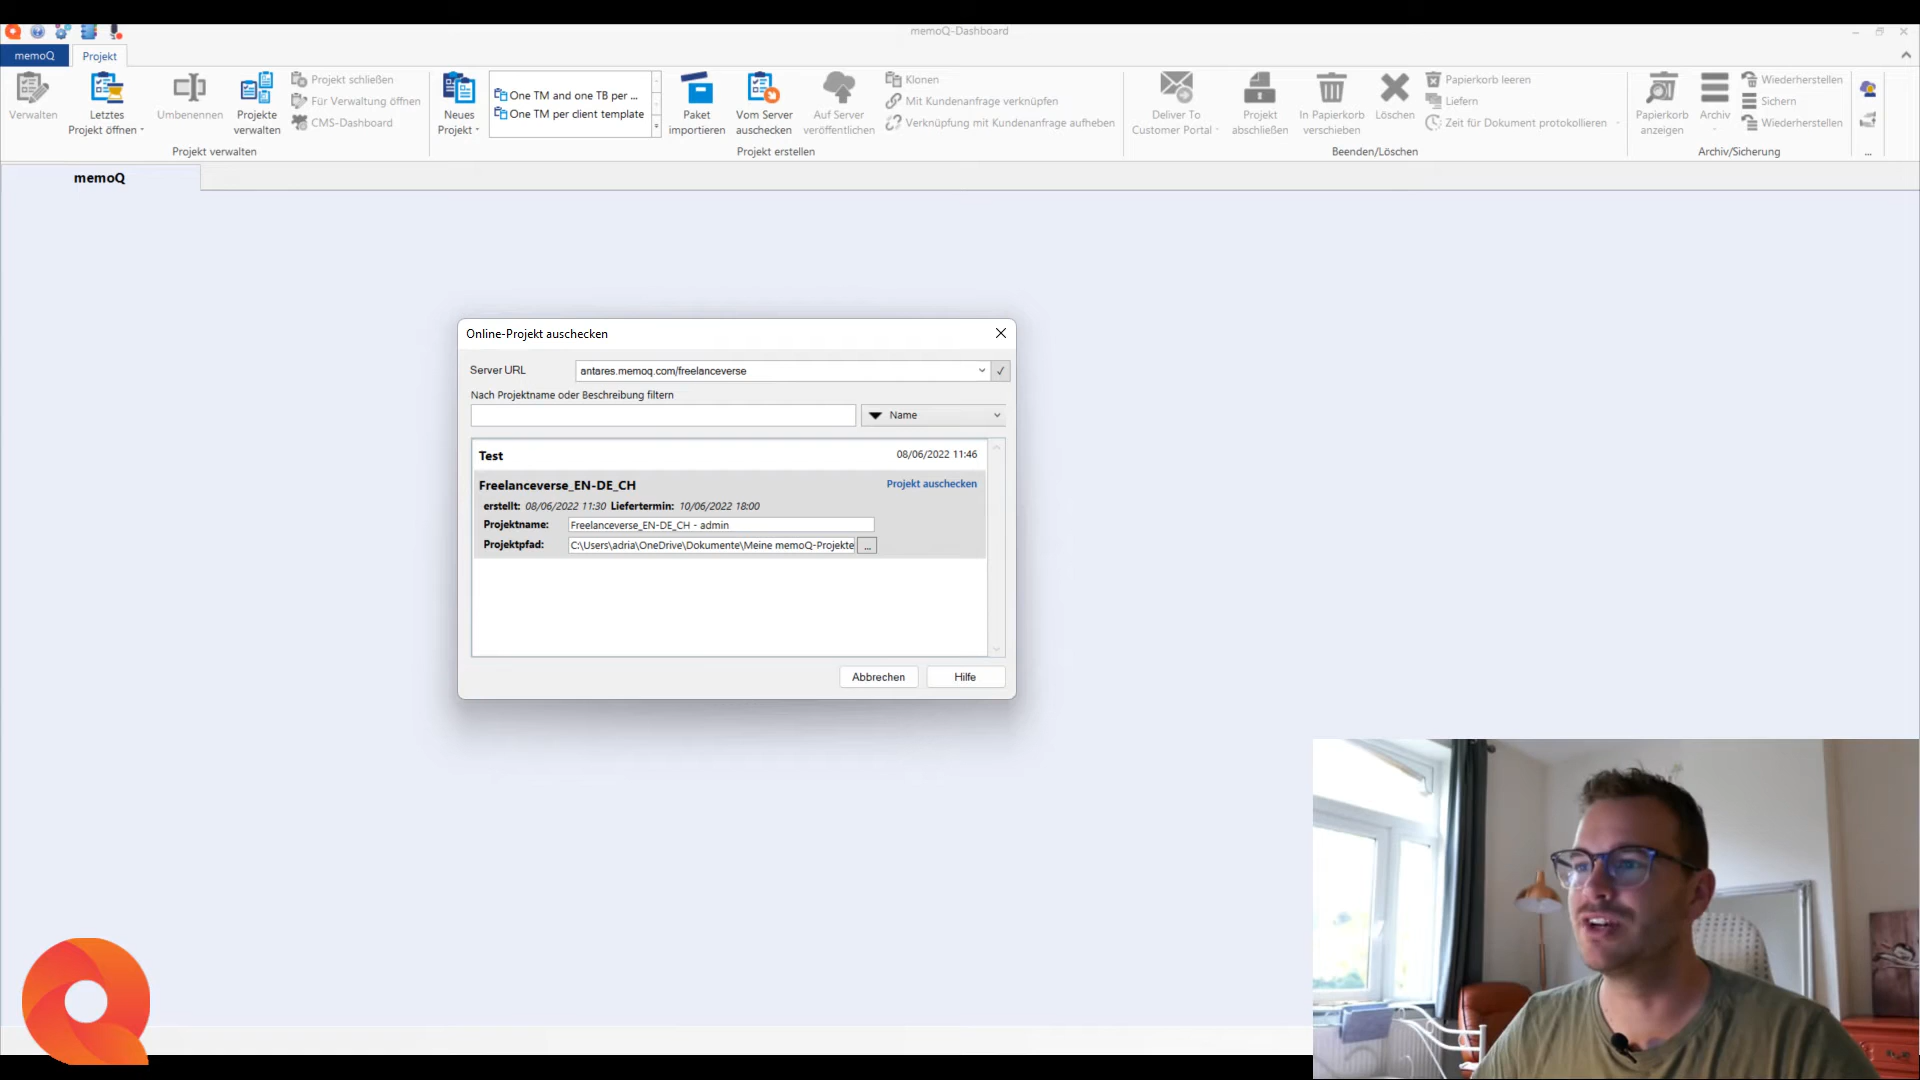 memoQ-Dashboard
memoQ
Projekt
Verwalten
Letztes
Projekt öffnen
Umbenennen
Projekte
verwalten
Projekt schließen
Für Verwaltung öffnen
CMS-Dashboard
Projekt verwalten
Neues
Projekt
One TM and one TB per ...
One TM per client template
Paket
importieren
Vom Server
auschecken
Auf Server
veröffentlichen
Klonen
Mit Kundenanfrage verknüpfen
Verknüpfung mit Kundenanfrage aufheben
Projekt erstellen
Deliver To
Customer Portal
Projekt
abschließen
In Papierkorb
verschieben
Löschen
Papierkorb leeren
Liefern
Zeit für Dokument protokollieren
Beenden/Löschen
Papierkorb
anzeigen
Archiv
Wiederherstellen
Sichern
Wiederherstellen
Archiv/Sicherung
...
memoQ
Online-Projekt auschecken
Server URL
antares.memoq.com/freelanceverse
Nach Projektname oder Beschreibung filtern
Name
Test
08/06/2022 11:46
Freelanceverse_EN-DE_CH
Projekt auschecken
erstellt: 08/06/2022 11:30 Liefertermin: 10/06/2022 18:00
Projektname: Freelanceverse_EN-DE_CH - admin
Projektpfad: C:\Users\adria\OneDrive\Dokumente\Meine memoQ-Projekte ...
Abbrechen
Hilfe